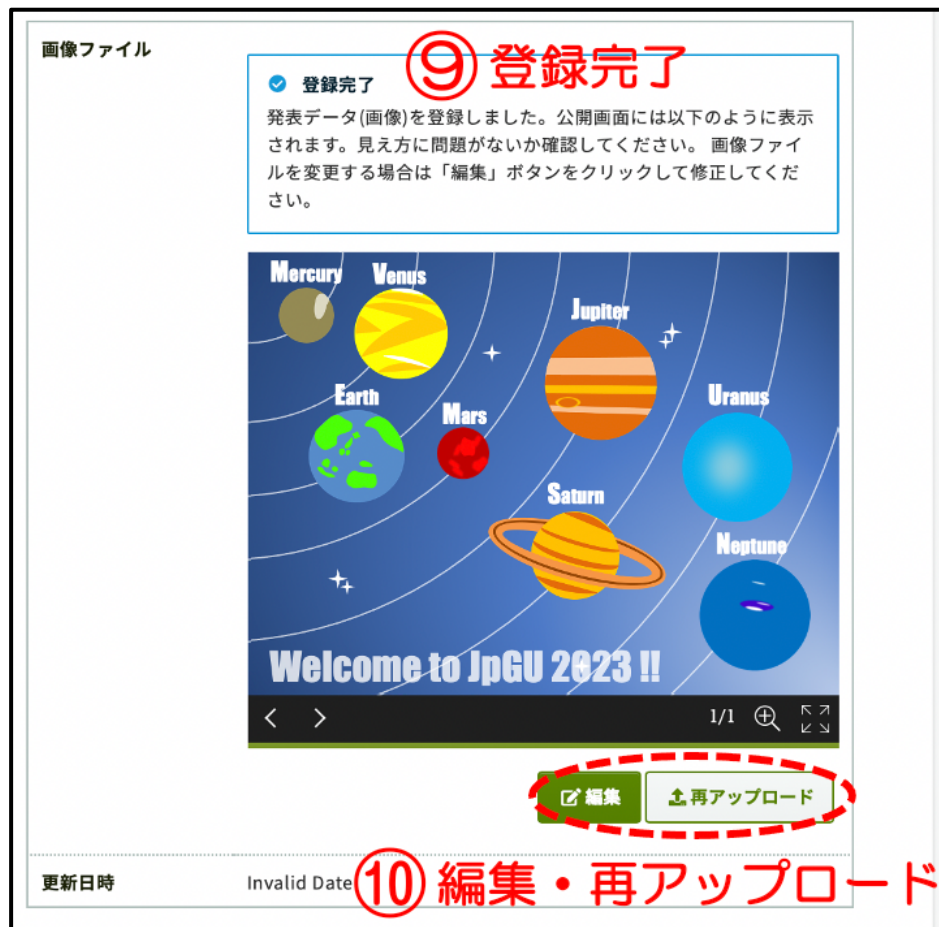 画像ファイル
⑨ 登録完了
登録完了
発表データ(画像)を登録しました。公開画面には以下のように表示
されます。見え方に問題がないか確認してください。 画像ファイ
ルを変更する場合は「編集」ボタンをクリックして修正してくだ
さい。
Mercury
Venus
Jupiter
Earth
Mars
Uranus
Saturn
Neptune
Welcome to JpGU 2023 !!
1/1
編集
再アップロード
更新日時
Invalid Date
⑩ 編集・再アップロード